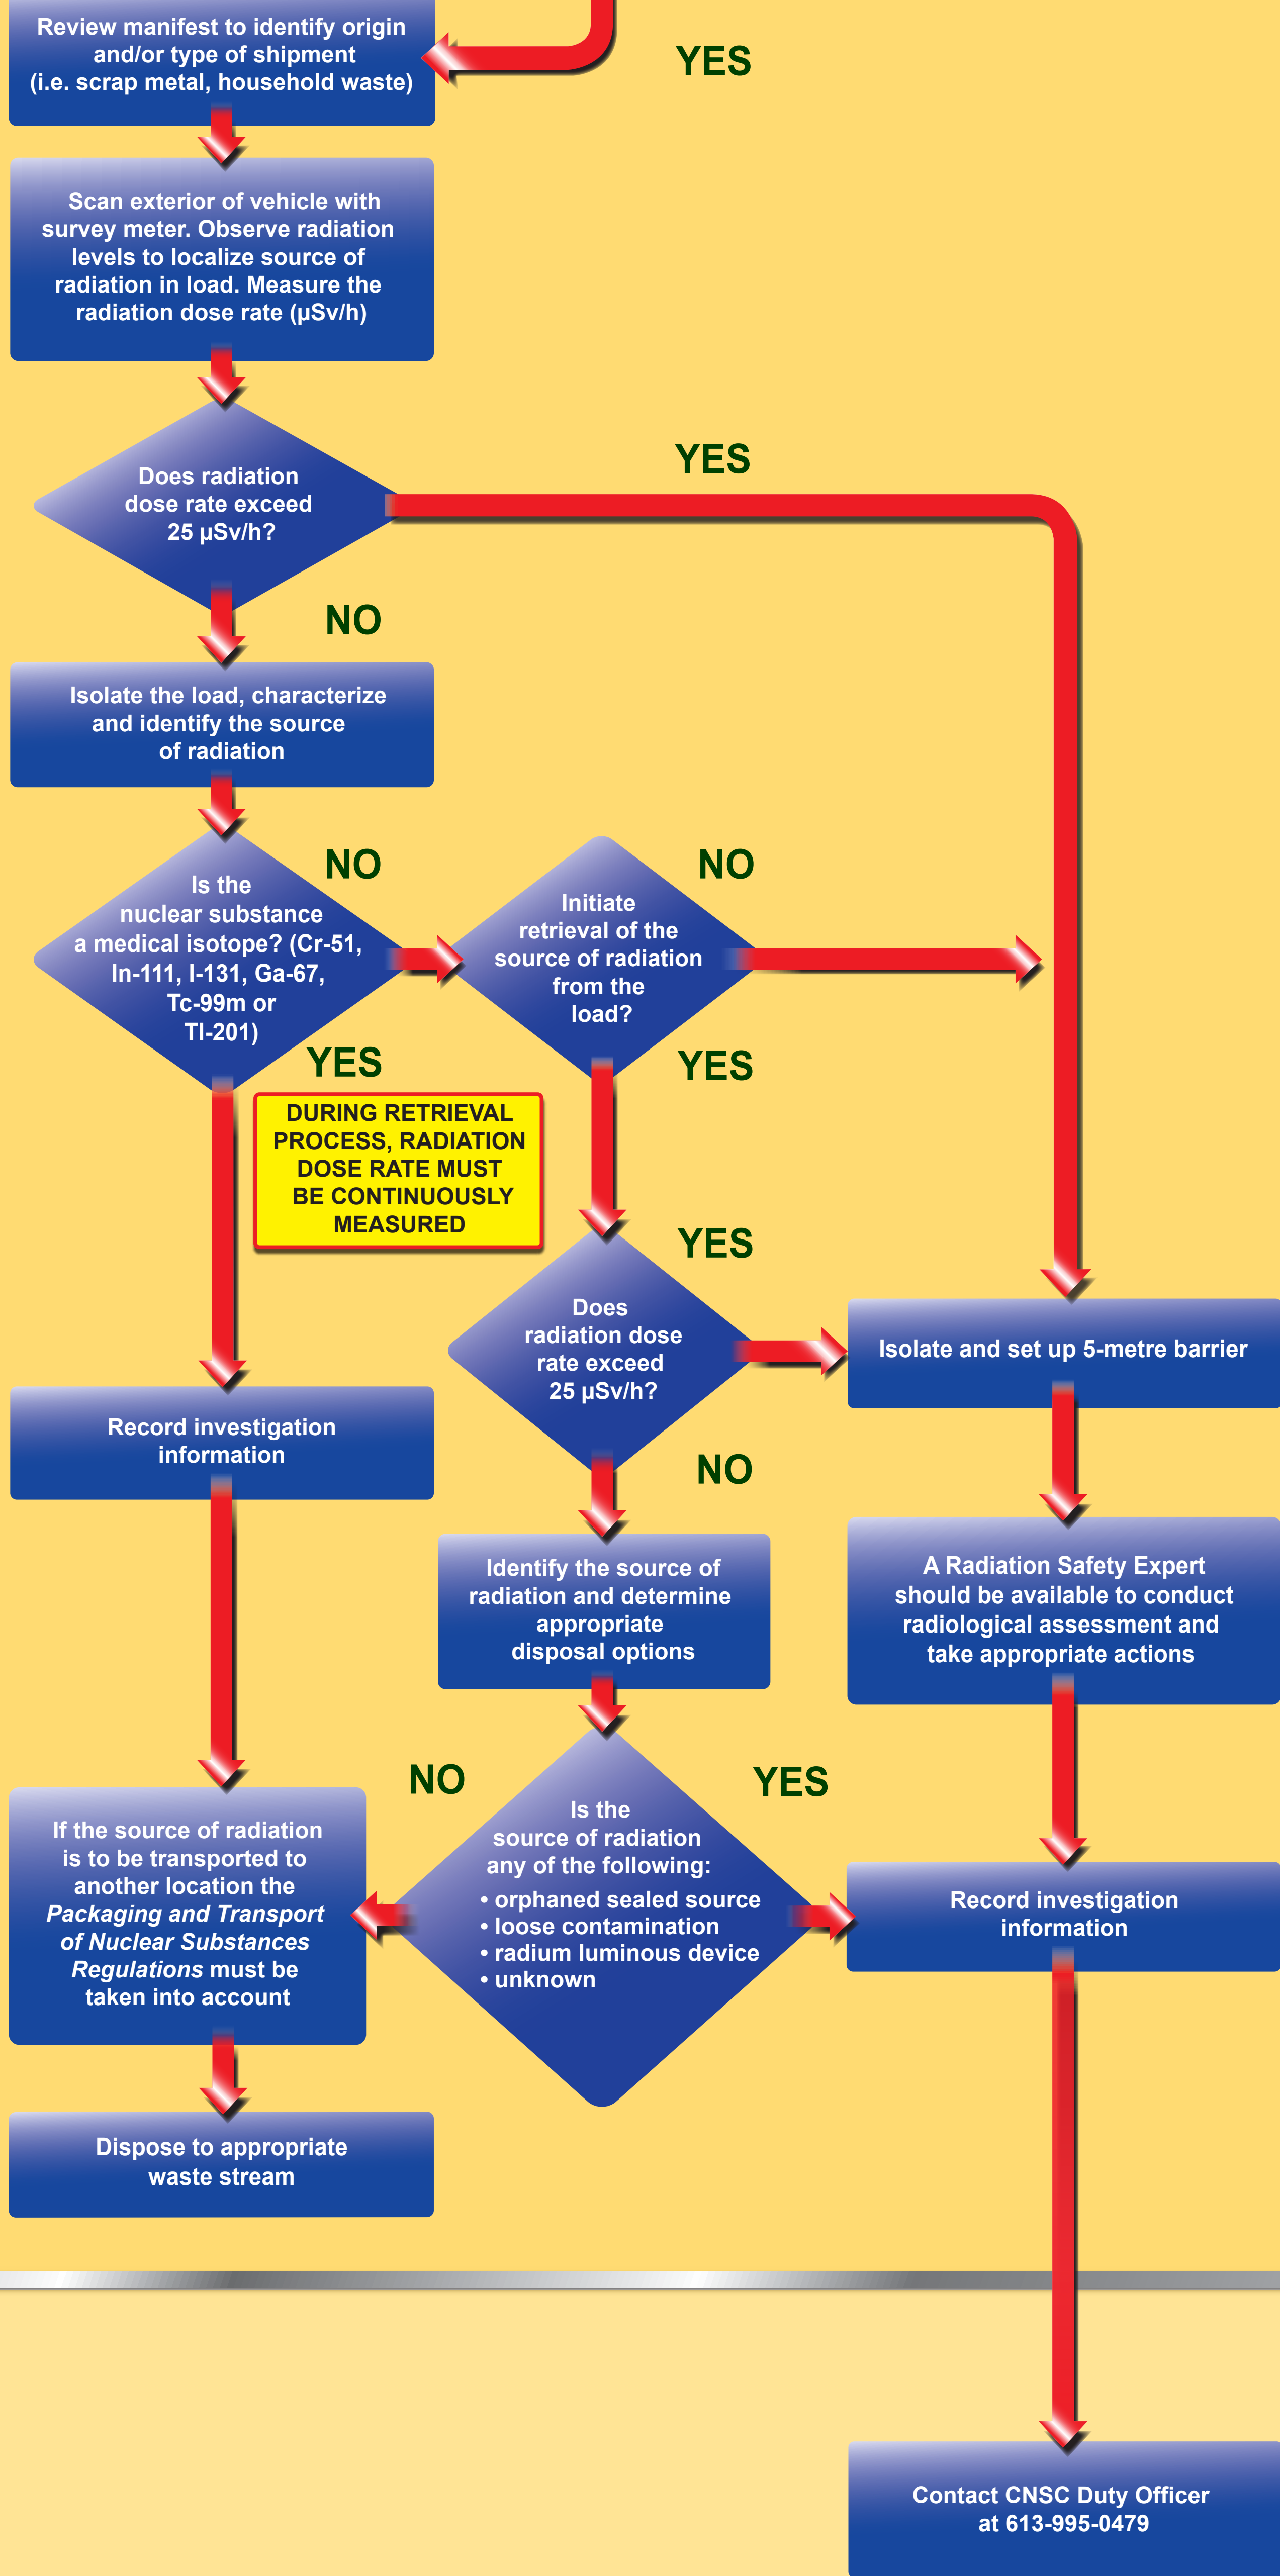 Review manifest to identify origin
and/or type of shipment
(i.e. scrap metal, household waste)
YES
Scan exterior of vehicle with
survey meter. Observe radiation
levels to localize source of
radiation in load. Measure the
radiation dose rate (µSv/h)
Does radiation
dose rate exceed
25 µSv/h?
YES
NO
Isolate the load, characterize
and identify the source
of radiation
Is the
nuclear substance
a medical isotope? (Cr-51,
In-111, I-131, Ga-67,
Tc-99m or
Tl-201)
NO
YES
Initiate
retrieval of the
source of radiation
from the
load?
NO
YES
DURING RETRIEVAL
PROCESS, RADIATION
DOSE RATE MUST
BE CONTINUOUSLY
MEASURED
Does
radiation dose
rate exceed
25 µSv/h?
YES
NO
Isolate and set up 5-metre barrier
Record investigation
information
Identify the source of
radiation and determine
appropriate
disposal options
A Radiation Safety Expert
should be available to conduct
radiological assessment and
take appropriate actions
NO
YES
Is the
source of radiation
any of the following:
• orphaned sealed source
• loose contamination
• radium luminous device
• unknown
If the source of radiation
is to be transported to
another location the
Packaging and Transport
of Nuclear Substances
Regulations must be
taken into account
Record investigation
information
Dispose to appropriate
waste stream
Contact CNSC Duty Officer
at 613-995-0479